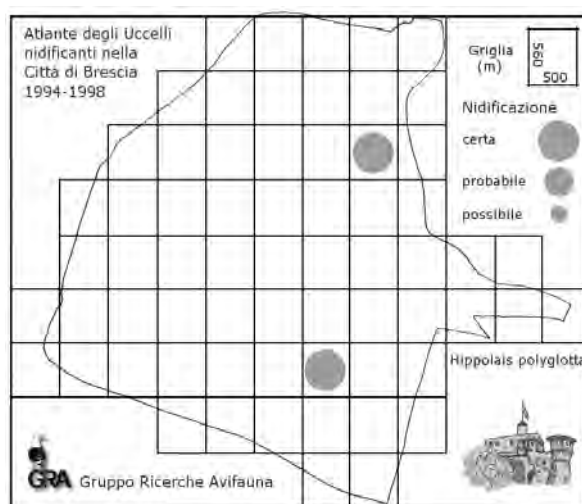 Atlante degli Uccelli
nidificanti nella
Città di Brescia
1994-1998
Griglia
(m)
560
500
Nidificazione
certa
probabile
possibile
Hippolais polyglotta
GRA Gruppo Ricerche Avifauna